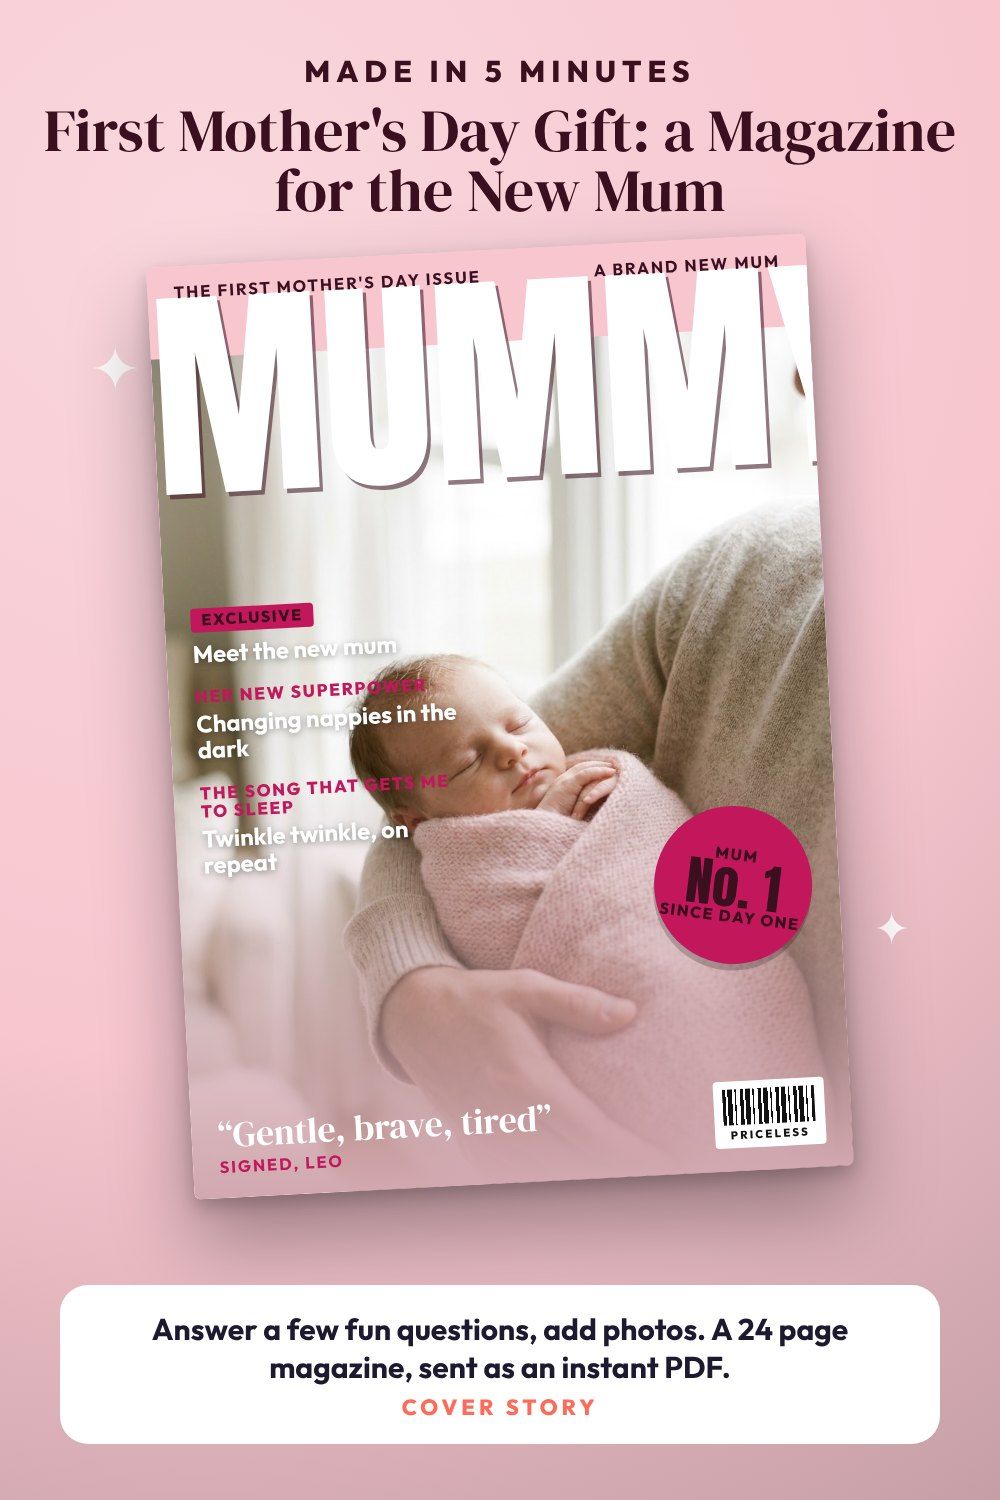 MADE IN 5 MINUTES
First Mother's Day Gift: a Magazine
for the New Mum
THE FIRST MOTHER'S DAY ISSUE
A BRAND NEW MUM
MUMMY
EXCLUSIVE
Meet the new mum
HER NEW SUPERPOWER
Changing nappies in the
dark
THE SONG THAT GETS ME
TO SLEEP
Twinkle twinkle, on
repeat
MUM
No. 1
SINCE DAY ONE
“Gentle, brave, tired”
SIGNED, LEO
PRICELESS
Answer a few fun questions, add photos. A 24 page
magazine, sent as an instant PDF.
COVER STORY